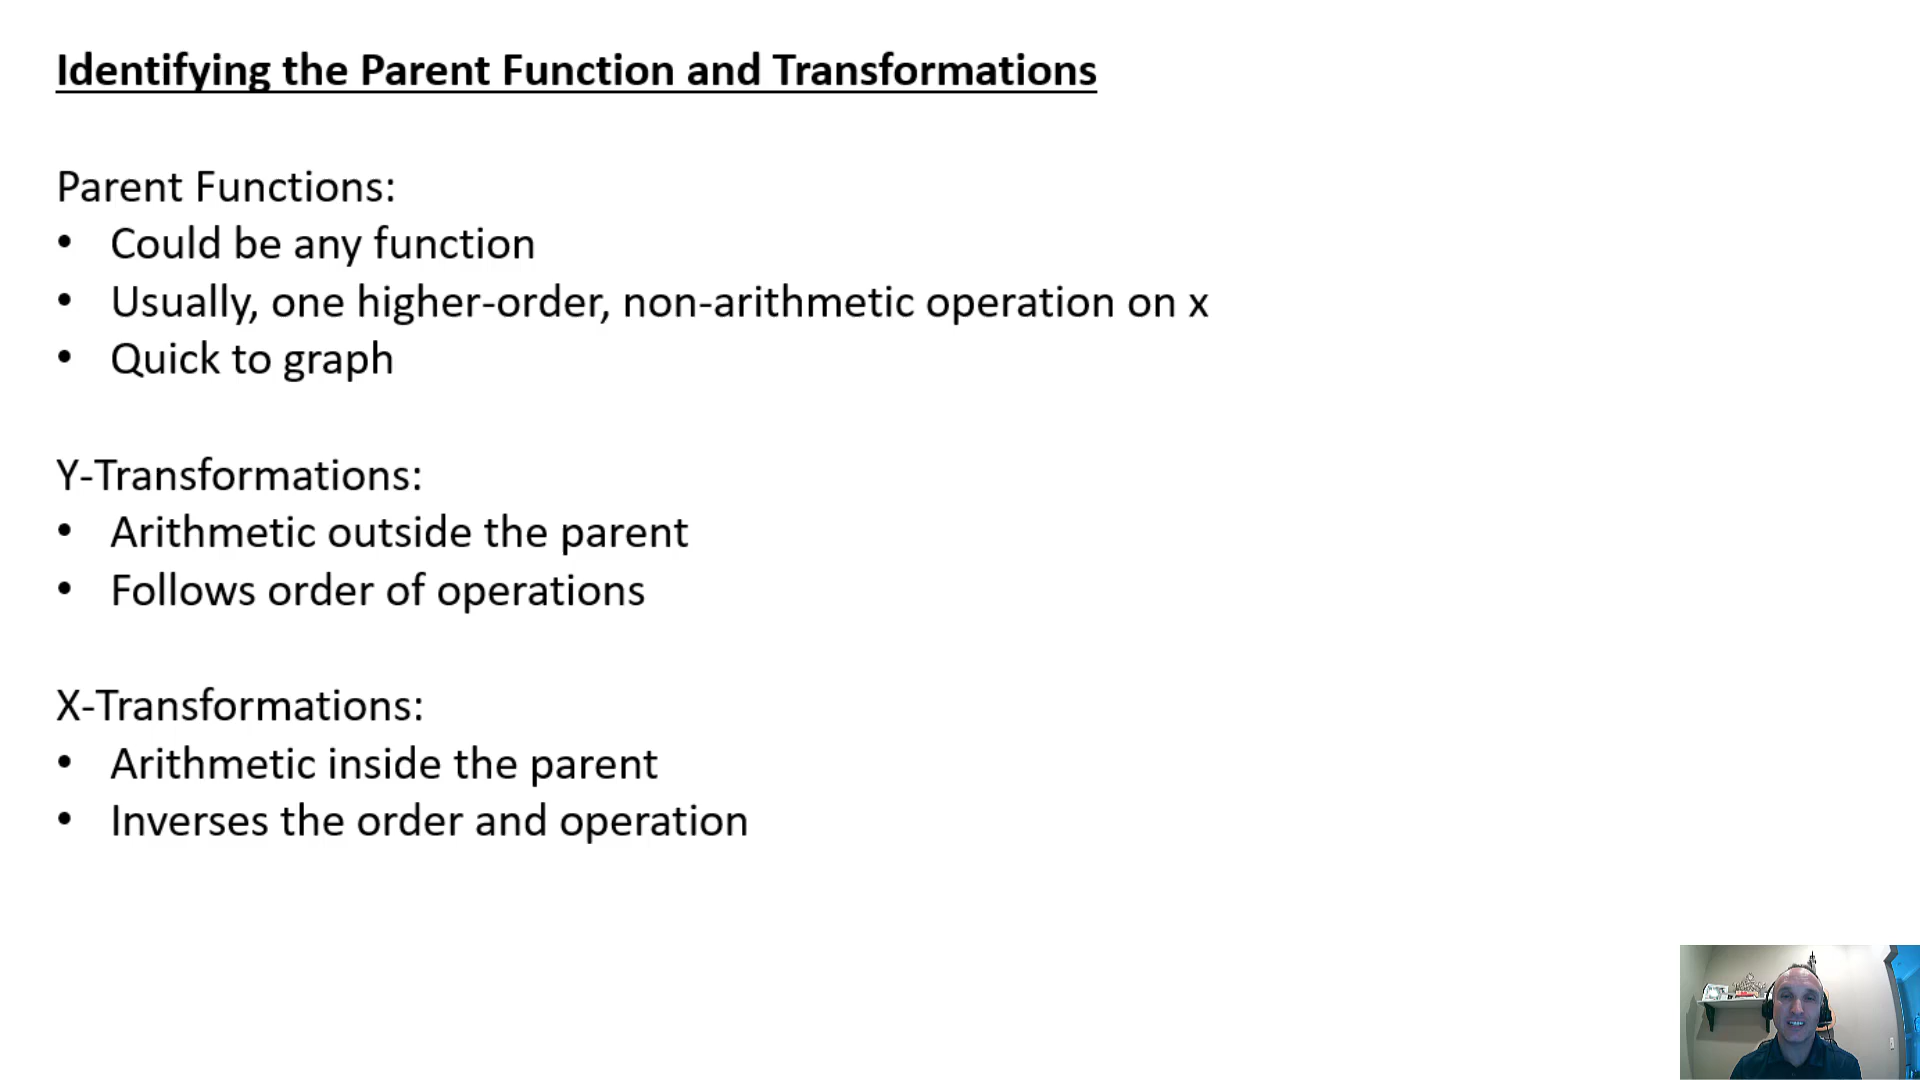 Identifying the Parent Function and Transformations
Parent Functions:
• Could be any function
• Usually, one higher-order, non-arithmetic operation on x
• Quick to graph
Y-Transformations:
• Arithmetic outside the parent
• Follows order of operations
X-Transformations:
• Arithmetic inside the parent
• Inverses the order and operation